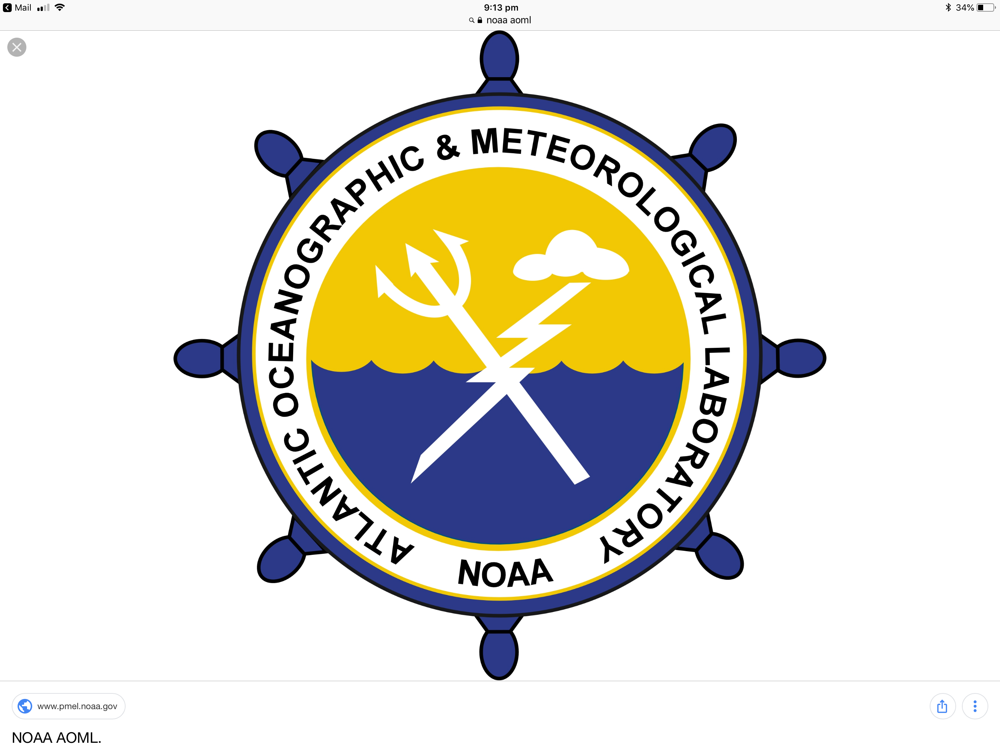 Mail
9:13 pm
34%
noaa aoml
ATLANTIC OCEANOGRAPHIC & METEOROLOGICAL LABORATORY
NOAA
www.pmel.noaa.gov
NOAA AOML.